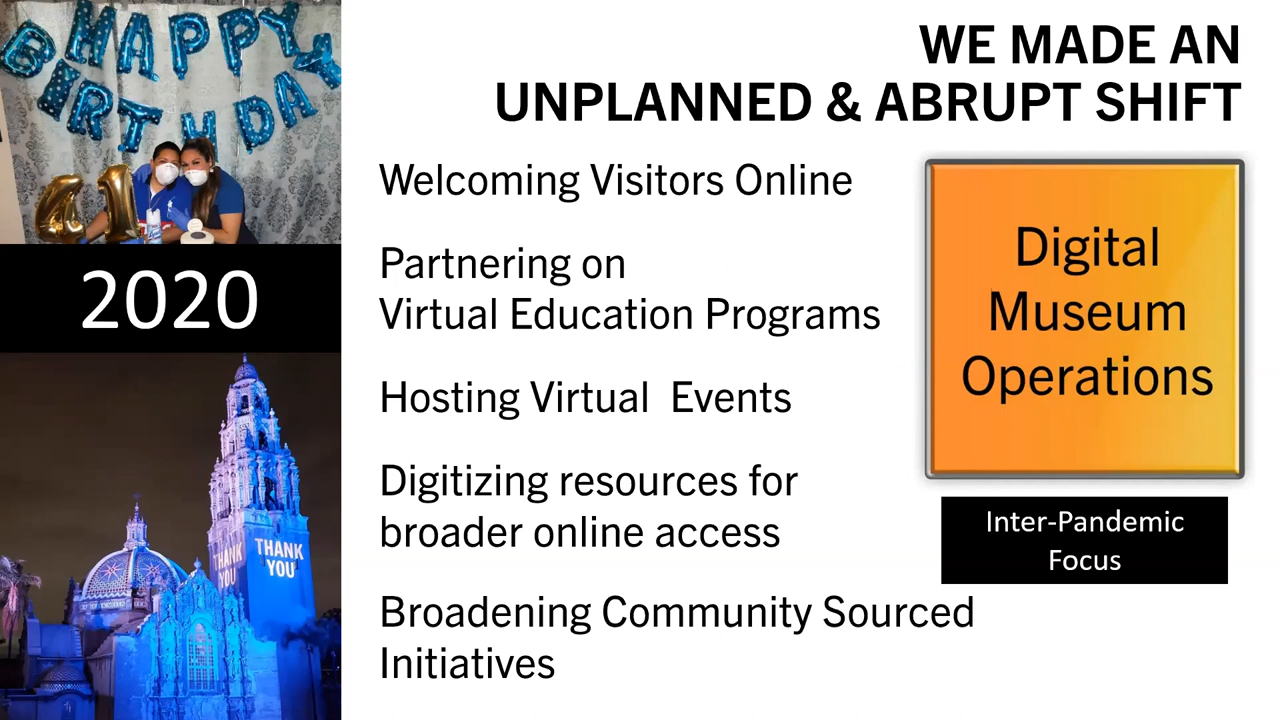 HAPPY
BIRTHDAY
41
2020
THANK
YOU
THANK
YOU
WE MADE AN
UNPLANNED & ABRUPT SHIFT
Welcoming Visitors Online
Partnering on
Virtual Education Programs
Hosting Virtual  Events
Digitizing resources for
broader online access
Broadening Community Sourced
Initiatives
Digital
Museum
Operations
Inter-Pandemic
Focus